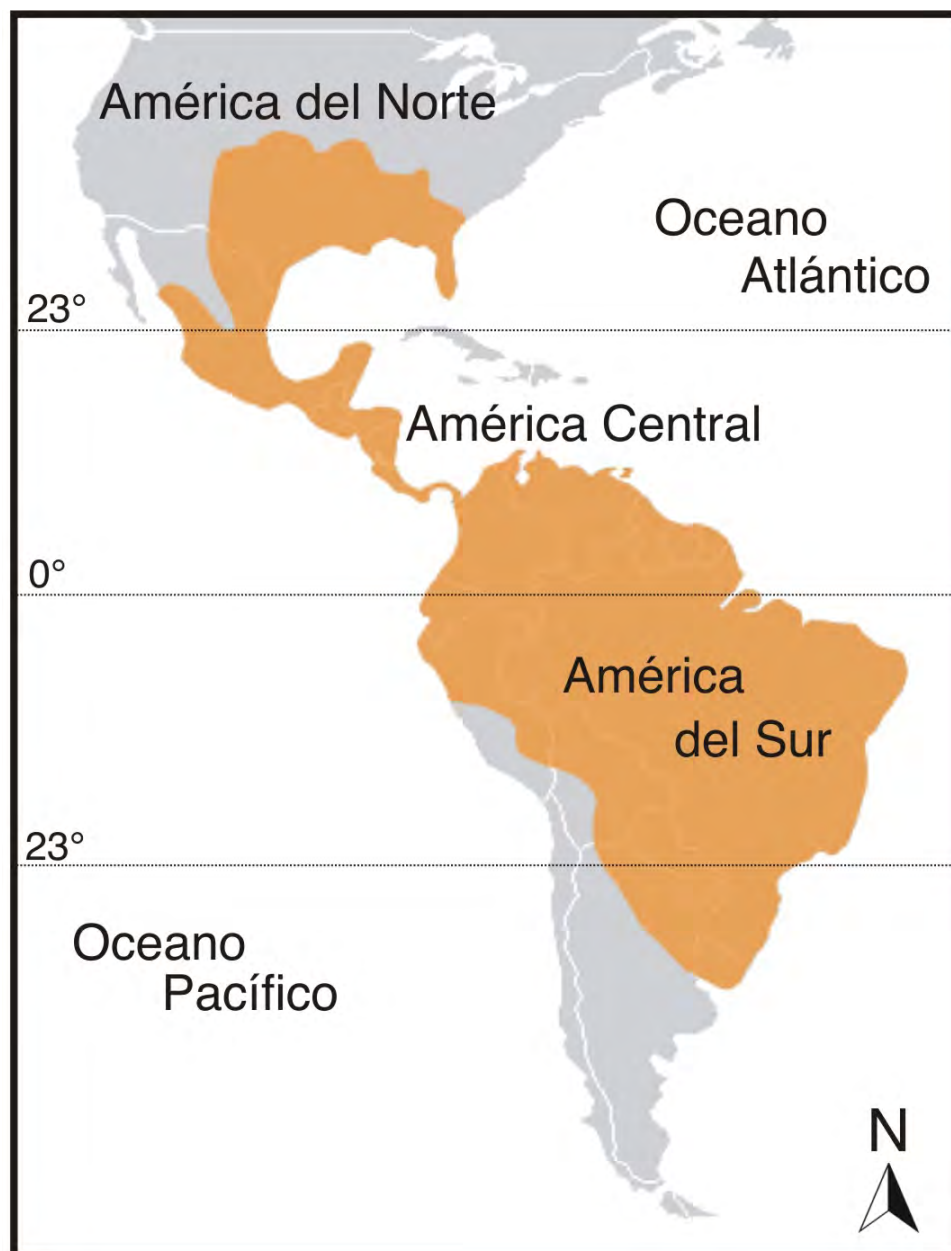 América del Norte
Oceano
Atlántico
23°
América Central
0°
América
del Sur
23°
Oceano
Pacífico
N